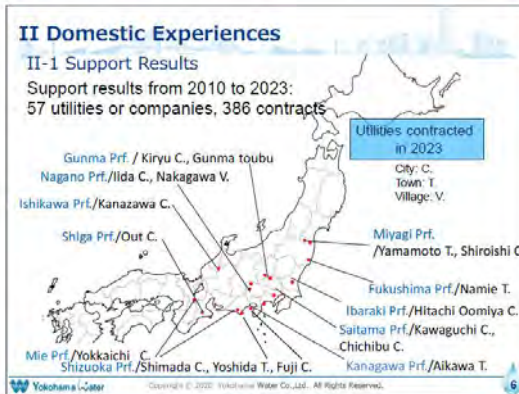 II Domestic Experiences
II-1 Support Results
Support results from 2010 to 2023:
57 utilities or companies, 386 contracts
Utilities contracted
in 2023
City: C.
Town: T.
Village: V.
Gunma Prf. / Kiryu C., Gunma toubu
Nagano Prf./Iida C., Nakagawa V.
Ishikawa Prf./Kanazawa C.
Shiga Prf./Out C.
Miyagi Prf.
/Yamamoto T., Shiroishi C
Fukushima Prf./Namie T.
Ibaraki Prf./Hitachi Oomiya C.
Saitama Prf./Kawaguchi C.,
Chichibu C.
Mie Prf./Yokkaichi C.
Shizuoka Prf./Shimada C., Yoshida T., Fuji C.
Kanagawa Prf./Aikawa T.
Yokohama Water
Copyright © 2020 Yokohama Water Co.,Ltd. All Rights Reserved.
6